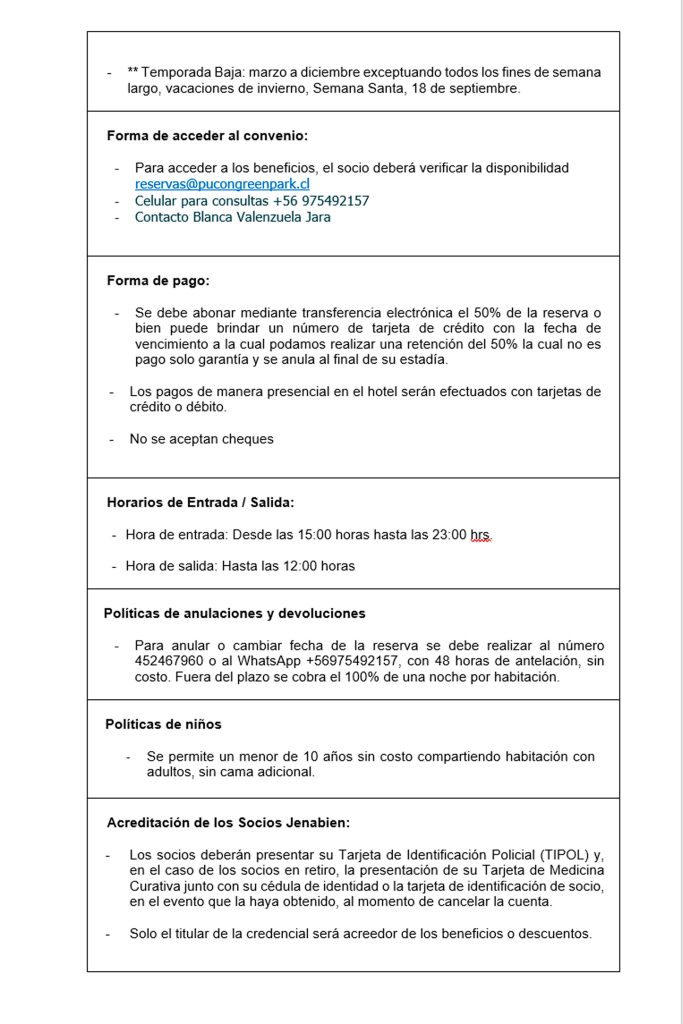 - ** Temporada Baja: marzo a diciembre exceptuando todos los fines de semana
largo, vacaciones de invierno, Semana Santa, 18 de septiembre.
Forma de acceder al convenio:
- Para acceder a los beneficios, el socio deberá verificar la disponibilidad
reservas@pucongreenpark.cl
- Celular para consultas +56 975492157
- Contacto Blanca Valenzuela Jara
Forma de pago:
- Se debe abonar mediante transferencia electrónica el 50% de la reserva o
bien puede brindar un número de tarjeta de crédito con la fecha de
vencimiento a la cual podamos realizar una retención del 50% la cual no es
pago solo garantía y se anula al final de su estadía.
- Los pagos de manera presencial en el hotel serán efectuados con tarjetas de
crédito o débito.
- No se aceptan cheques
Horarios de Entrada / Salida:
- Hora de entrada: Desde las 15:00 horas hasta las 23:00 hrs.
- Hora de salida: Hasta las 12:00 horas
Políticas de anulaciones y devoluciones
- Para anular o cambiar fecha de la reserva se debe realizar al número
452467960 o al WhatsApp +56975492157, con 48 horas de antelación, sin
costo. Fuera del plazo se cobra el 100% de una noche por habitación.
Políticas de niños
- Se permite un menor de 10 años sin costo compartiendo habitación con
adultos, sin cama adicional.
Acreditación de los Socios Jenabien:
- Los socios deberán presentar su Tarjeta de Identificación Policial (TIPOL) y,
en el caso de los socios en retiro, la presentación de su Tarjeta de Medicina
Curativa junto con su cédula de identidad o la tarjeta de identificación de socio,
en el evento que la haya obtenido, al momento de cancelar la cuenta.
- Solo el titular de la credencial será acreedor de los beneficios o descuentos.